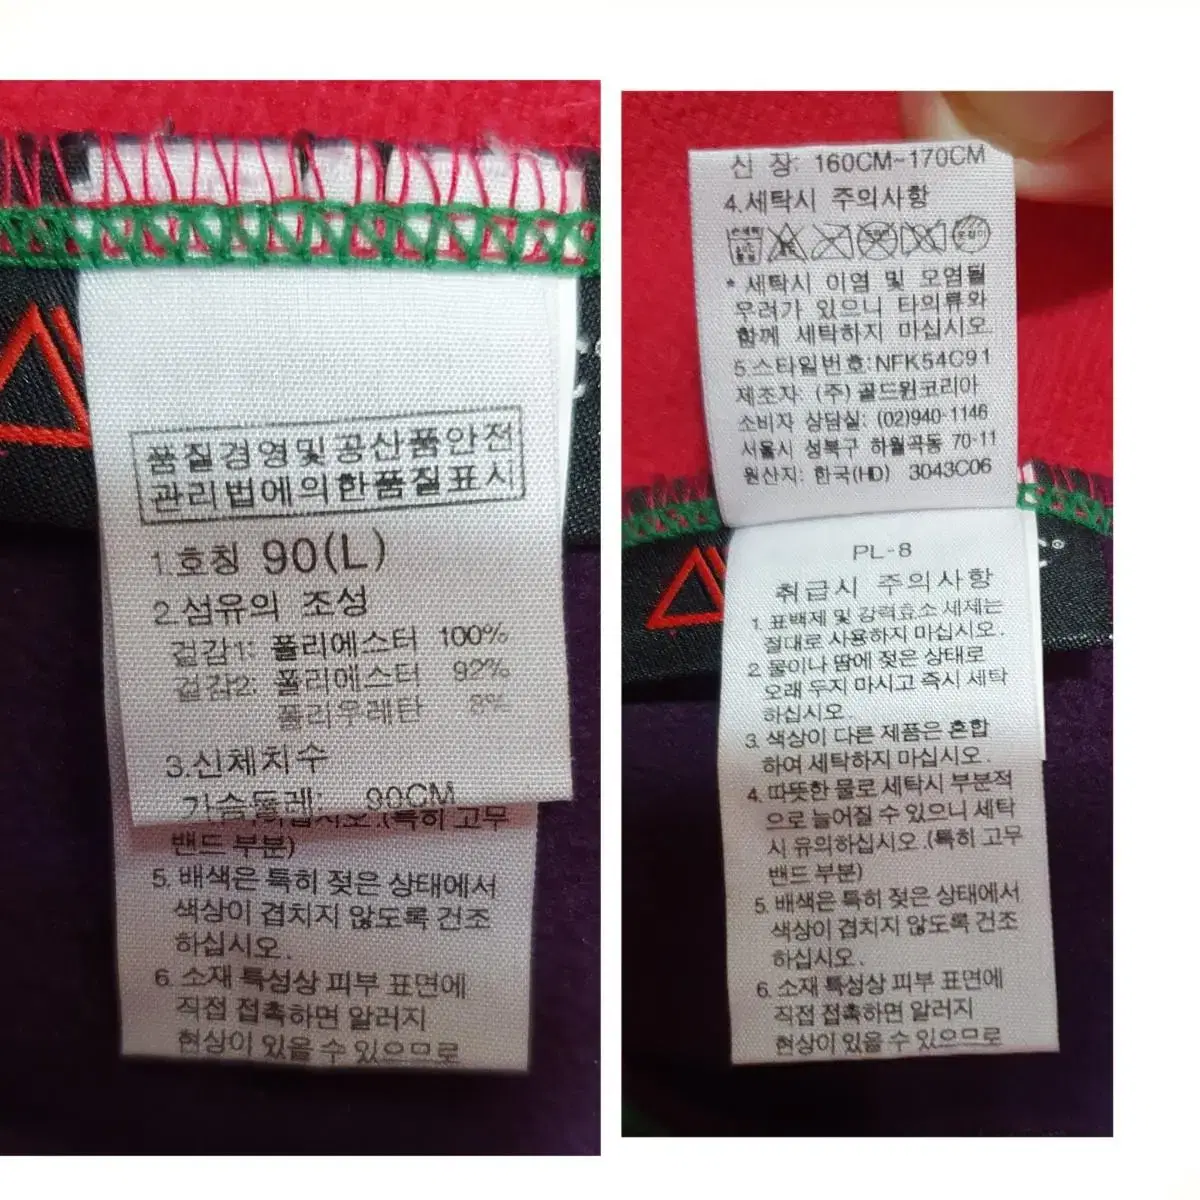 품질경영및공산품안전
관리법에의한품질표시
1.호칭 90(L)
2.섬유의 조성
겉감1: 폴리에스터 100%
겉감2: 폴리에스터 92%
폴리우레탄 8%
3.신체치수
가슴둘레: 90CM
(특히 고무
밴드 부분)
5. 배색은 특히 젖은 상태에서
색상이 겹치지 않도록 건조
하십시오.
6. 소재 특성상 피부 표면에
직접 접촉하면 알러지
현상이 있을 수 있으므로
신 장: 160CM~170CM
4.세탁시 주의사항
* 세탁시 이염 및 오염될
우려가 있으니 타의류와
함께 세탁하지 마십시오.
5.스타일번호:NFK54C91
제조자: (주) 골드윈코리아
소비자 상담실: (02)940-1146
서울시 성북구 하월곡동 70-11
원산지: 한국(HD) 3043C06
PL-8
취급시 주의사항
1. 표백제 및 강력효소 세제는
절대로 사용하지 마십시오.
2. 물이나 땀에 젖은 상태로
오래 두지 마시고 즉시 세탁
하십시오.
3. 색상이 다른 제품은 혼합
하여 세탁하지 마십시오.
4. 따뜻한 물로 세탁시 부분적
으로 늘어질 수 있으니 세탁
시 유의하십시오.(특히 고무
밴드 부분)
5. 배색은 특히 젖은 상태에서
색상이 겹치지 않도록 건조
하십시오.
6. 소재 특성상 피부 표면에
직접 접촉하면 알러지
현상이 있을 수 있으므로